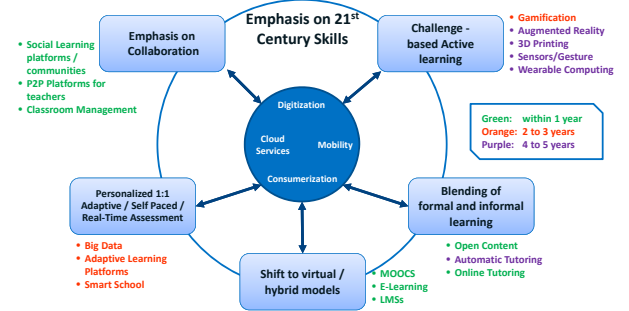 Emphasis on 21st
Century Skills
Emphasis on
Collaboration
• Social Learning
platforms /
communities
• P2P Platforms for
teachers
• Classroom Management
Challenge -
based Active
learning
• Gamification
• Augmented Reality
• 3D Printing
• Sensors/Gesture
• Wearable Computing
Digitization
Cloud
Services
Mobility
Consumerization
Green: within 1 year
Orange: 2 to 3 years
Purple: 4 to 5 years
Personalized 1:1
Adaptive / Self Paced /
Real-Time Assessment
• Big Data
• Adaptive Learning
Platforms
• Smart School
Shift to virtual /
hybrid models
• MOOCS
• E-Learning
• LMSs
Blending of
formal and informal
learning
• Open Content
• Automatic Tutoring
• Online Tutoring